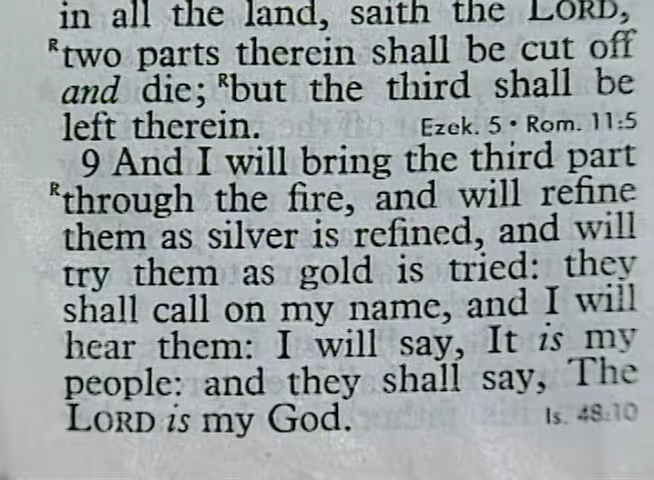 in all the land, saith the LORD,
ᴿtwo parts therein shall be cut off
and die; ᴿbut the third shall be
left therein. Ezek. 5 • Rom. 11:5
9 And I will bring the third part
ᴿthrough the fire, and will refine
them as silver is refined, and will
try them as gold is tried: they
shall call on my name, and I will
hear them: I will say, It is my
people: and they shall say, The
LORD is my God. Is. 48:10